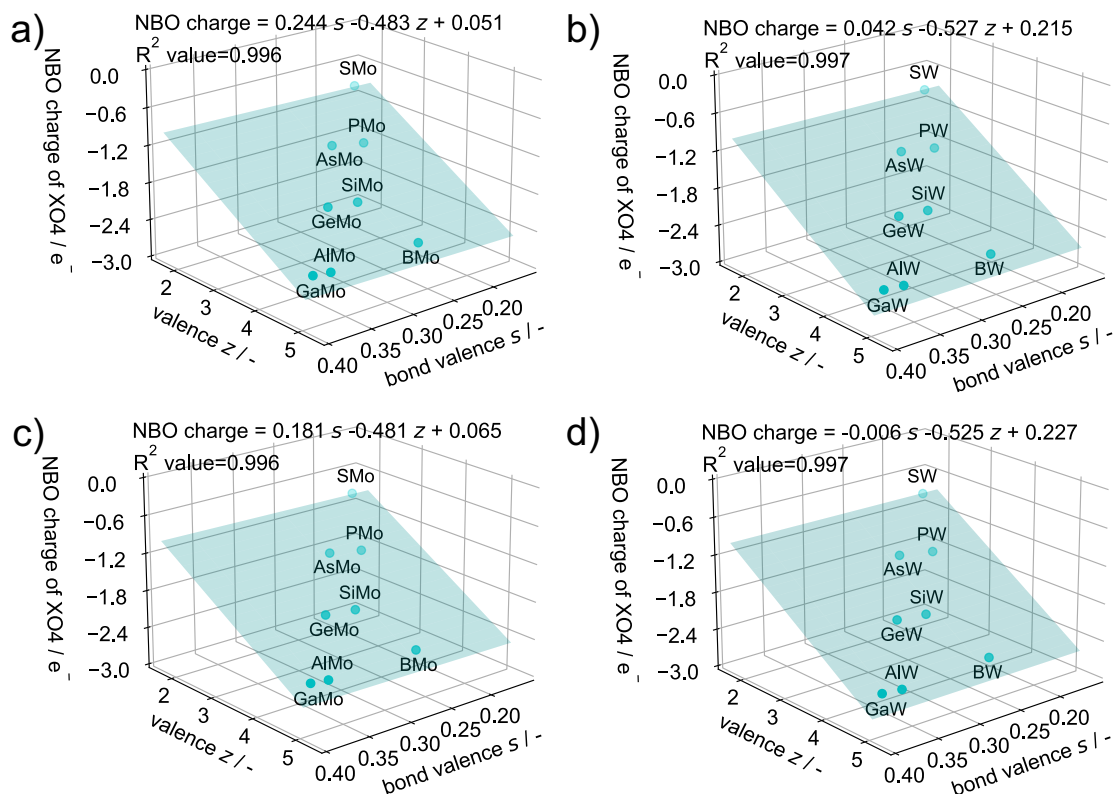 a)
NBO charge = 0.244 s -0.483 z + 0.051
R² value=0.996
NBO charge of XO4 / e⁻
0.0
−0.6
−1.2
−1.8
−2.4
−3.0
SMo
PMo
AsMo
SiMo
GeMo
AlMo
BMo
GaMo
2
3
4
5
valence z / -
0.40
0.35
0.30
0.25
0.20
bond valence s / -
b)
NBO charge = 0.042 s -0.527 z + 0.215
R² value=0.997
NBO charge of XO4 / e⁻
0.0
−0.6
−1.2
−1.8
−2.4
−3.0
SW
PW
AsW
SiW
GeW
AlW
BW
GaW
2
3
4
5
valence z / -
0.40
0.35
0.30
0.25
0.20
bond valence s / -
c)
NBO charge = 0.181 s -0.481 z + 0.065
R² value=0.996
NBO charge of XO4 / e⁻
0.0
−0.6
−1.2
−1.8
−2.4
−3.0
SMo
PMo
AsMo
SiMo
GeMo
AlMo
BMo
GaMo
2
3
4
5
valence z / -
0.40
0.35
0.30
0.25
0.20
bond valence s / -
d)
NBO charge = -0.006 s -0.525 z + 0.227
R² value=0.997
NBO charge of XO4 / e⁻
0.0
−0.6
−1.2
−1.8
−2.4
−3.0
SW
PW
AsW
SiW
GeW
AlW
BW
GaW
2
3
4
5
valence z / -
0.40
0.35
0.30
0.25
0.20
bond valence s / -